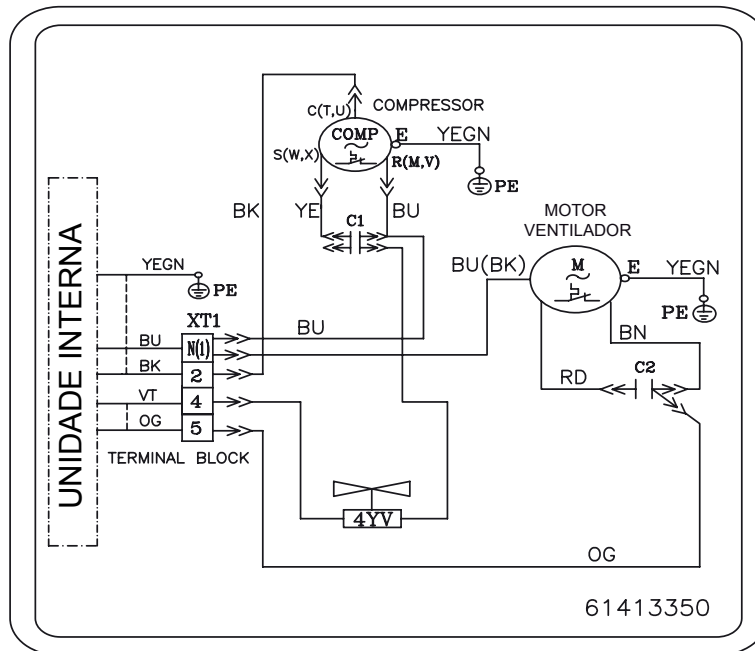 C(T,U)
COMPRESSOR
COMP
E
YEGN
S(W,X)
R(M,V)
PE
BK
YE
C1
BU
MOTOR
VENTILADOR
UNIDADE INTERNA
YEGN
PE
BU(BK)
M
E
YEGN
PE
XT1
BU
BN
BU
N(1)
BK
2
RD
C2
VT
4
OG
5
TERMINAL BLOCK
4YV
OG
61413350